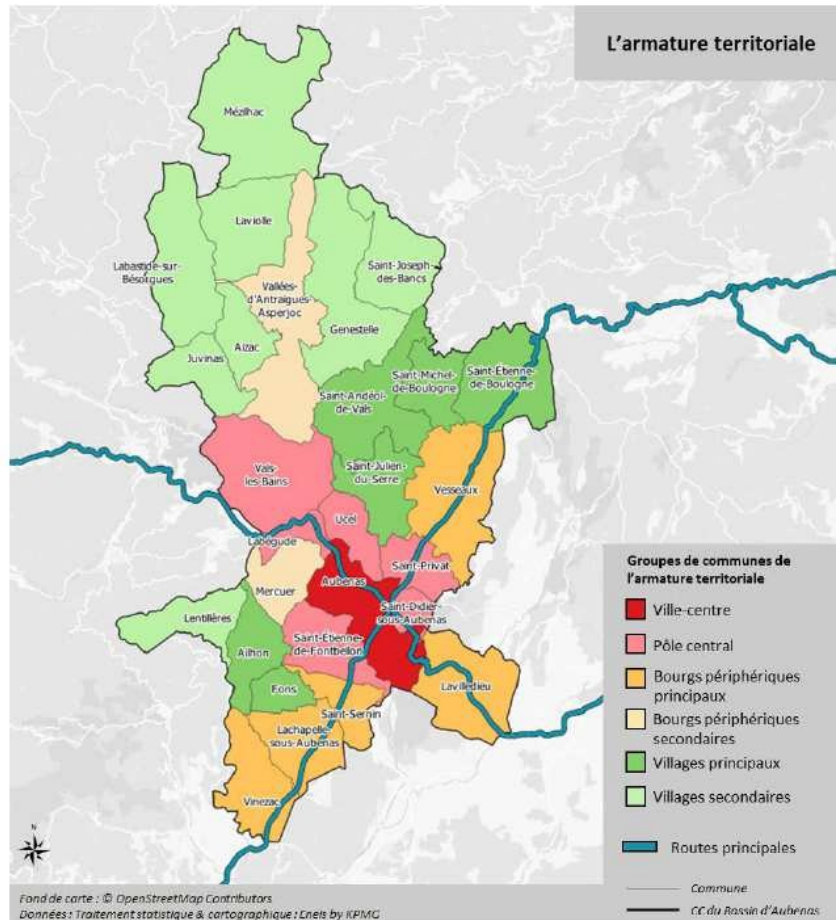 L'armature territoriale
Mézilhac
Laviolle
Labastide-sur-
Bésorgues
Saint-Joseph-
des-Bancs
Vallées-
d'Antraigues-
Asperjoc
Genestelle
Aizac
Juvinas
Saint-Michel-
de-Boulogne
Saint-Étienne-
de-Boulogne
Saint-Andéol-
de-Vals
Vals-
les-Bains
Saint-Julien-
du-Serre
Vesseaux
Ucel
Labégude
Saint-Privat
Aubenas
Mercuer
Lentillères
Saint-Didier-
sous-Aubenas
Saint-Étienne-
de-Fontbellon
Ailhon
Lavilledieu
Fons
Saint-Sernin
Lachapelle-
sous-Aubenas
Vinezac
Groupes de communes de
l'armature territoriale
Ville-centre
Pôle central
Bourgs périphériques
principaux
Bourgs périphériques
secondaires
Villages principaux
Villages secondaires
Routes principales
Commune
CC du Bassin d'Aubenas
N
Fond de carte : © OpenStreetMap Contributors
Données : Traitement statistique & cartographique : Eneis by KPMG